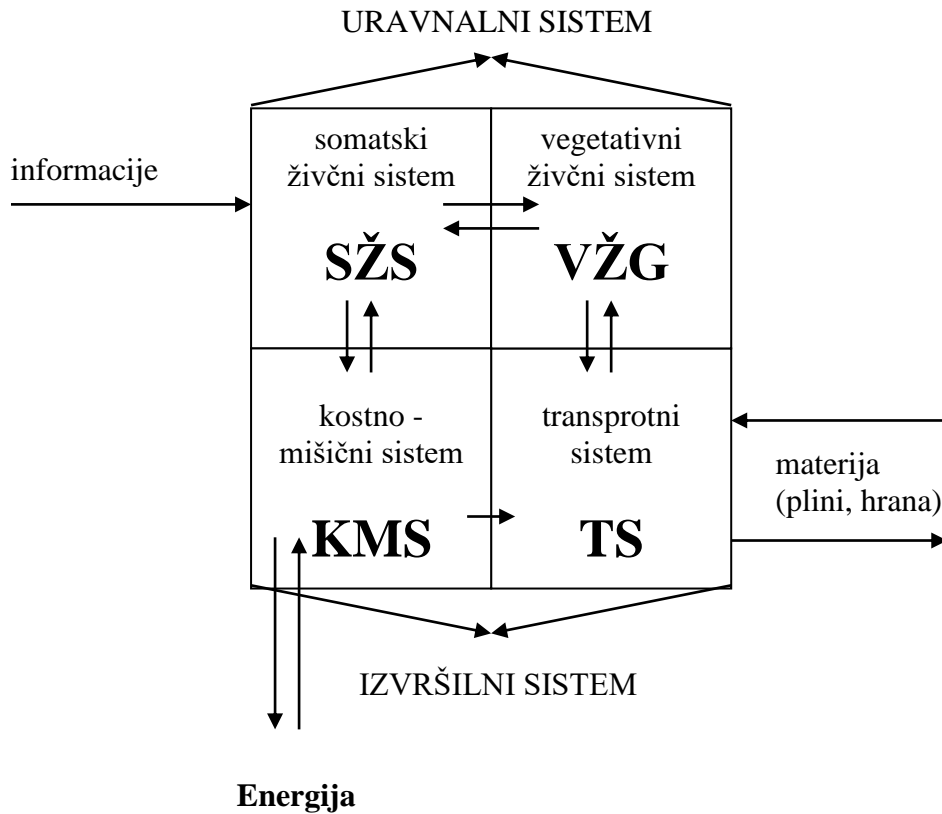 URAVNALNI SISTEM
informacije
somatski
živčni sistem
SŽS
vegetativni
živčni sistem
VŽG
kostno -
mišični sistem
KMS
transprotni
sistem
TS
materija
(plini, hrana)
IZVRŠILNI SISTEM
Energija